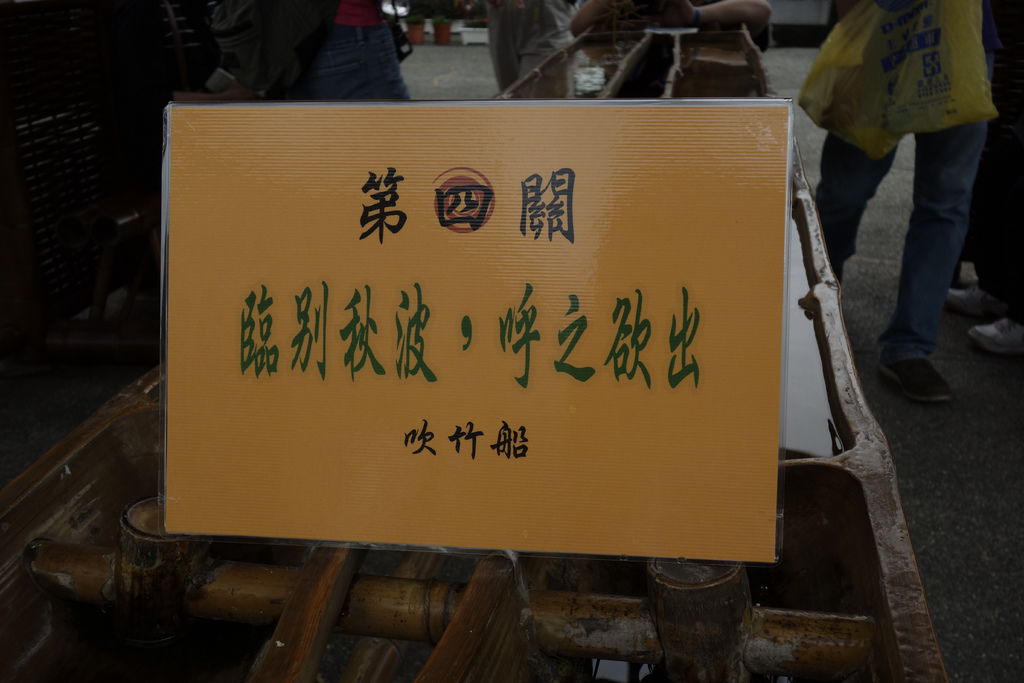 第四關
臨別秋波,呼之欲出
吹竹船